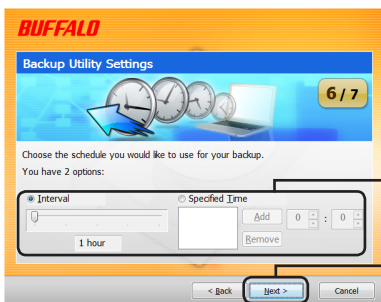 BUFFALO
Backup Utility Settings
6 / 7
Choose the schedule you would like to use for your backup.
You have 2 options:
Interval
Specified Time
1 hour
Add
0 : 0
Remove
< Back
Next >
Cancel